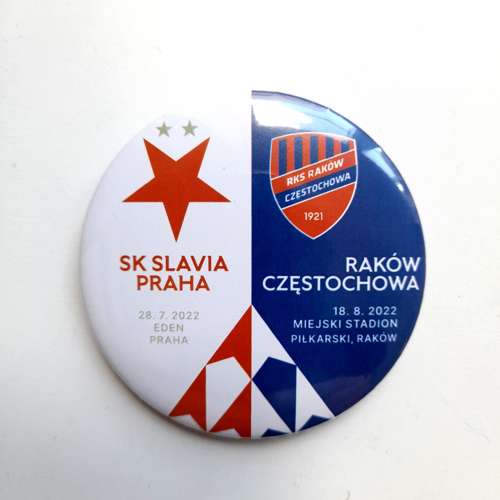 SK SLAVIA
PRAHA
28. 7. 2022
EDEN
PRAHA
RKS RAKÓW
CZĘSTOCHOWA
1921
RAKÓW
CZĘSTOCHOWA
18. 8. 2022
MIEJSKI STADION
PIŁKARSKI, RAKÓW